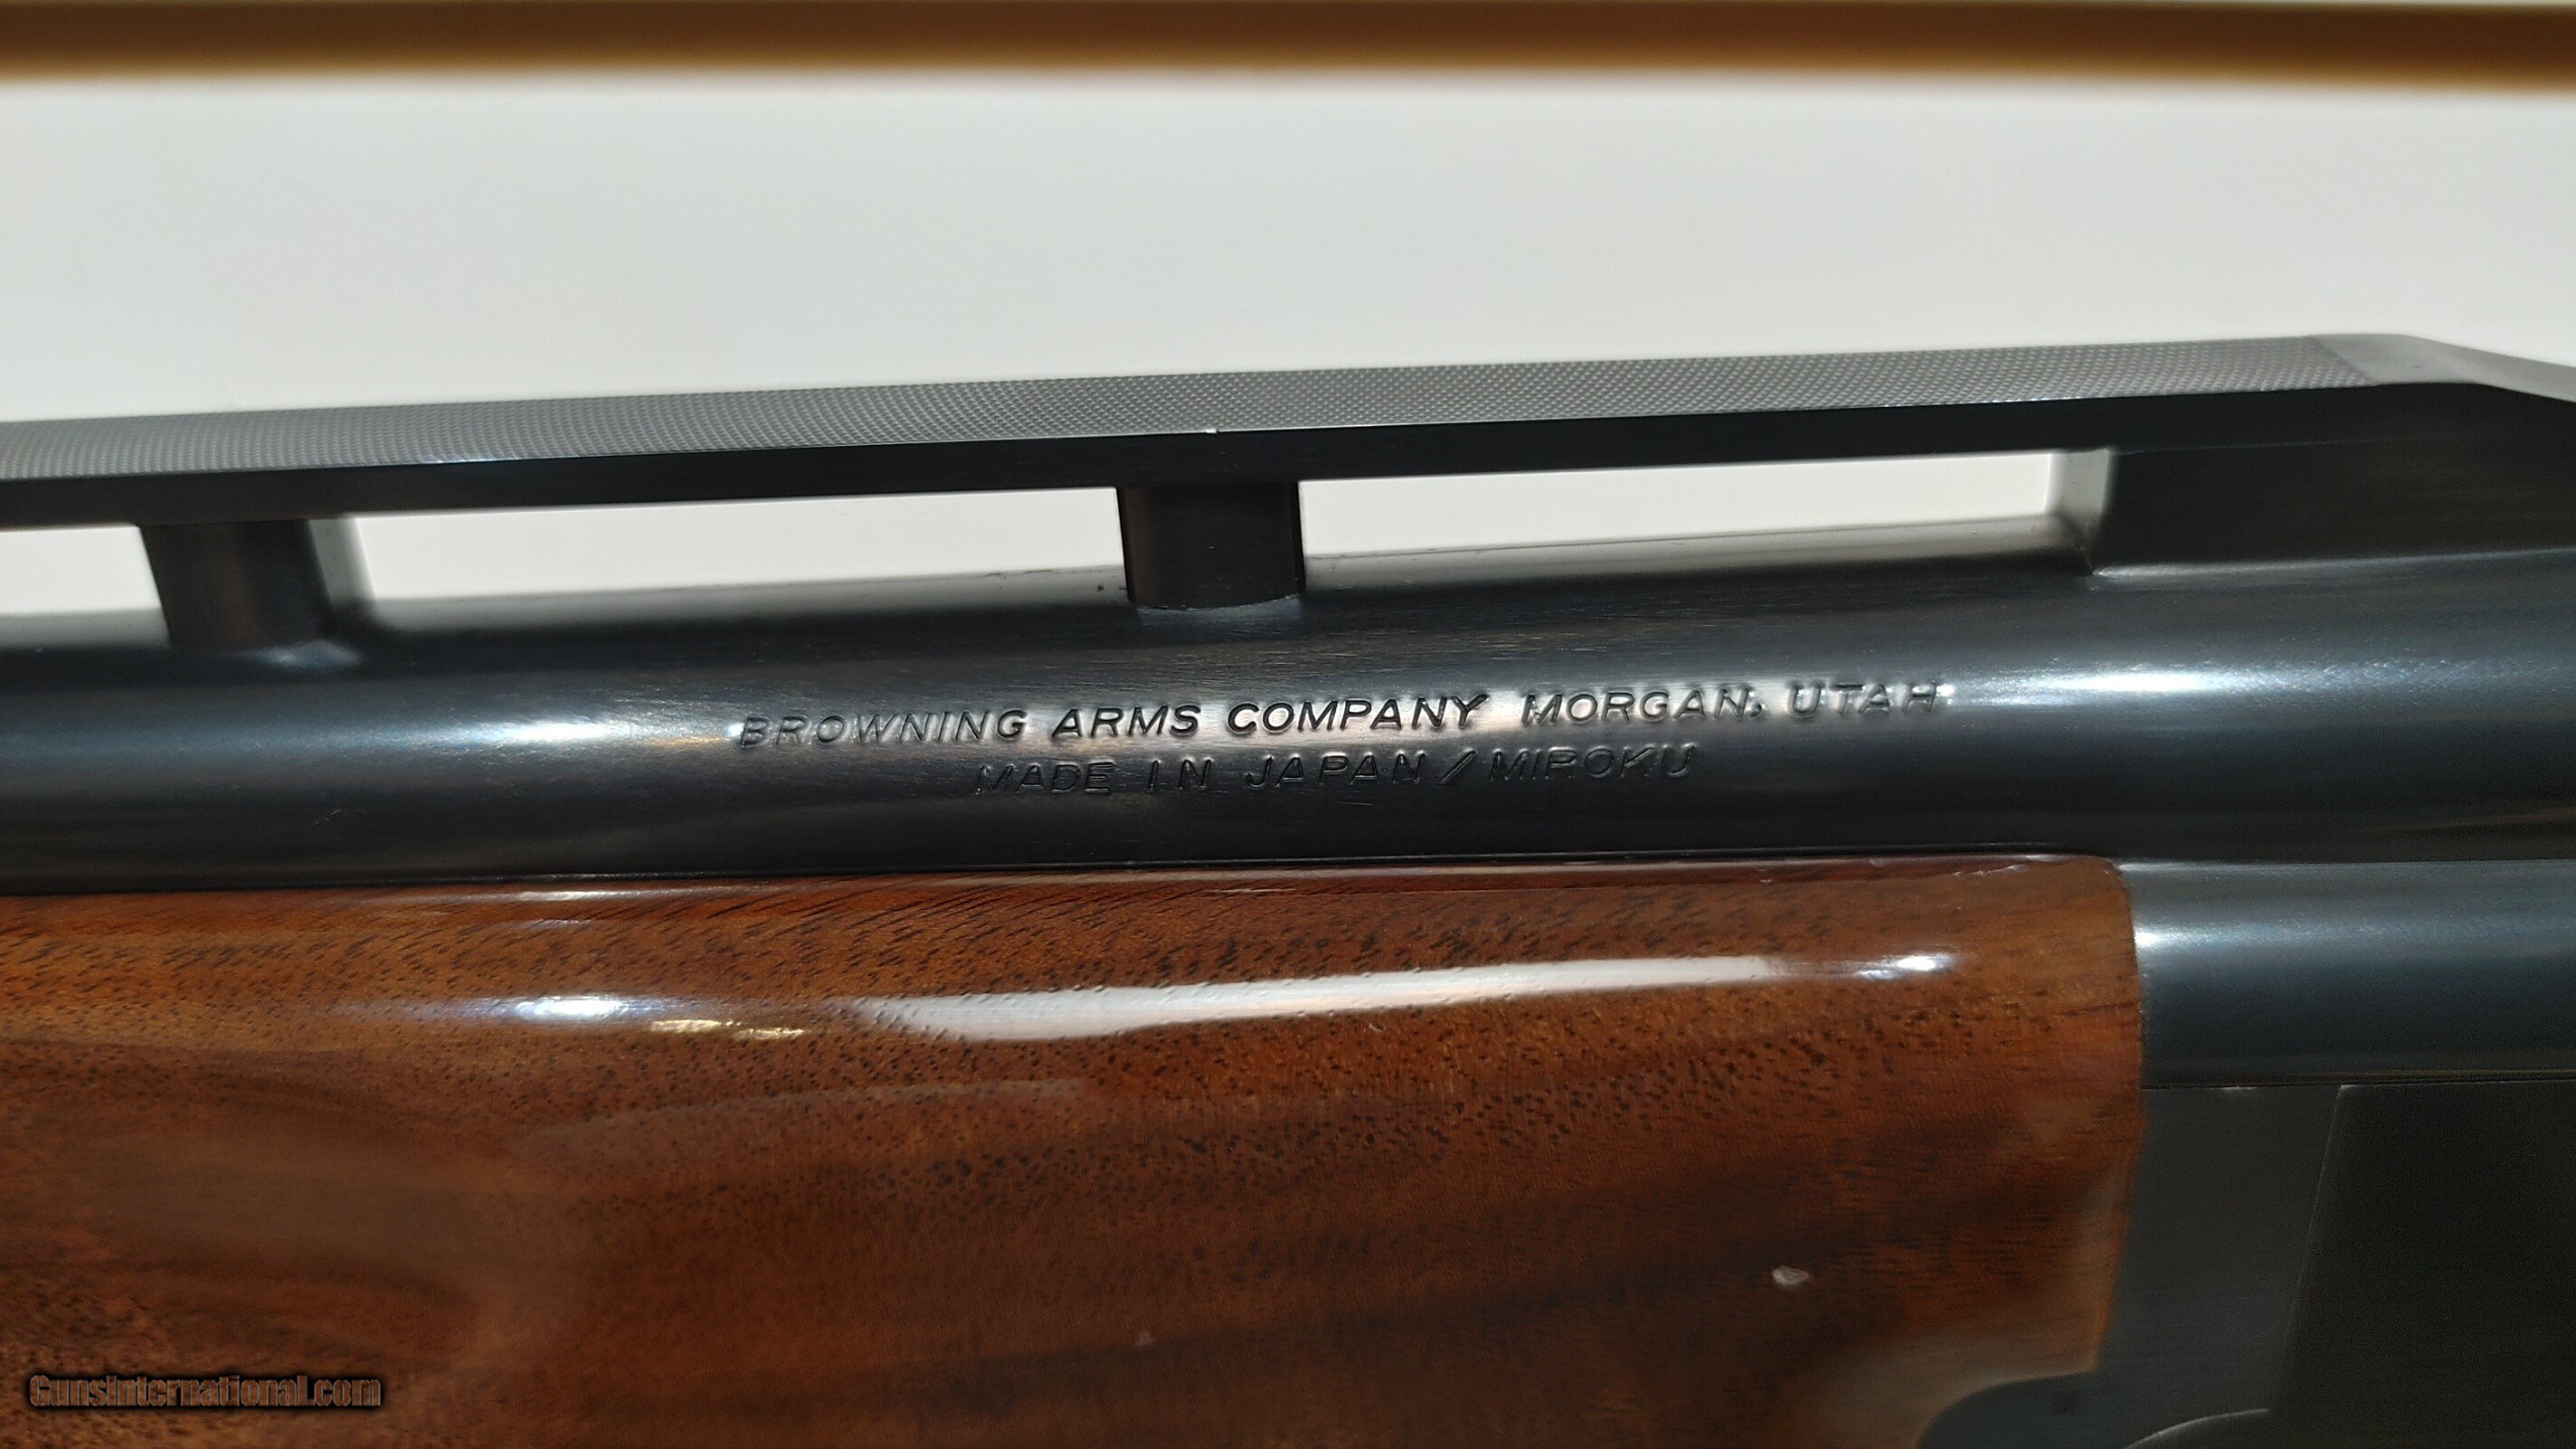 BROWNING ARMS COMPANY MORGAN, UTAH
MADE IN JAPAN/MIROKU
GunsInternational.com